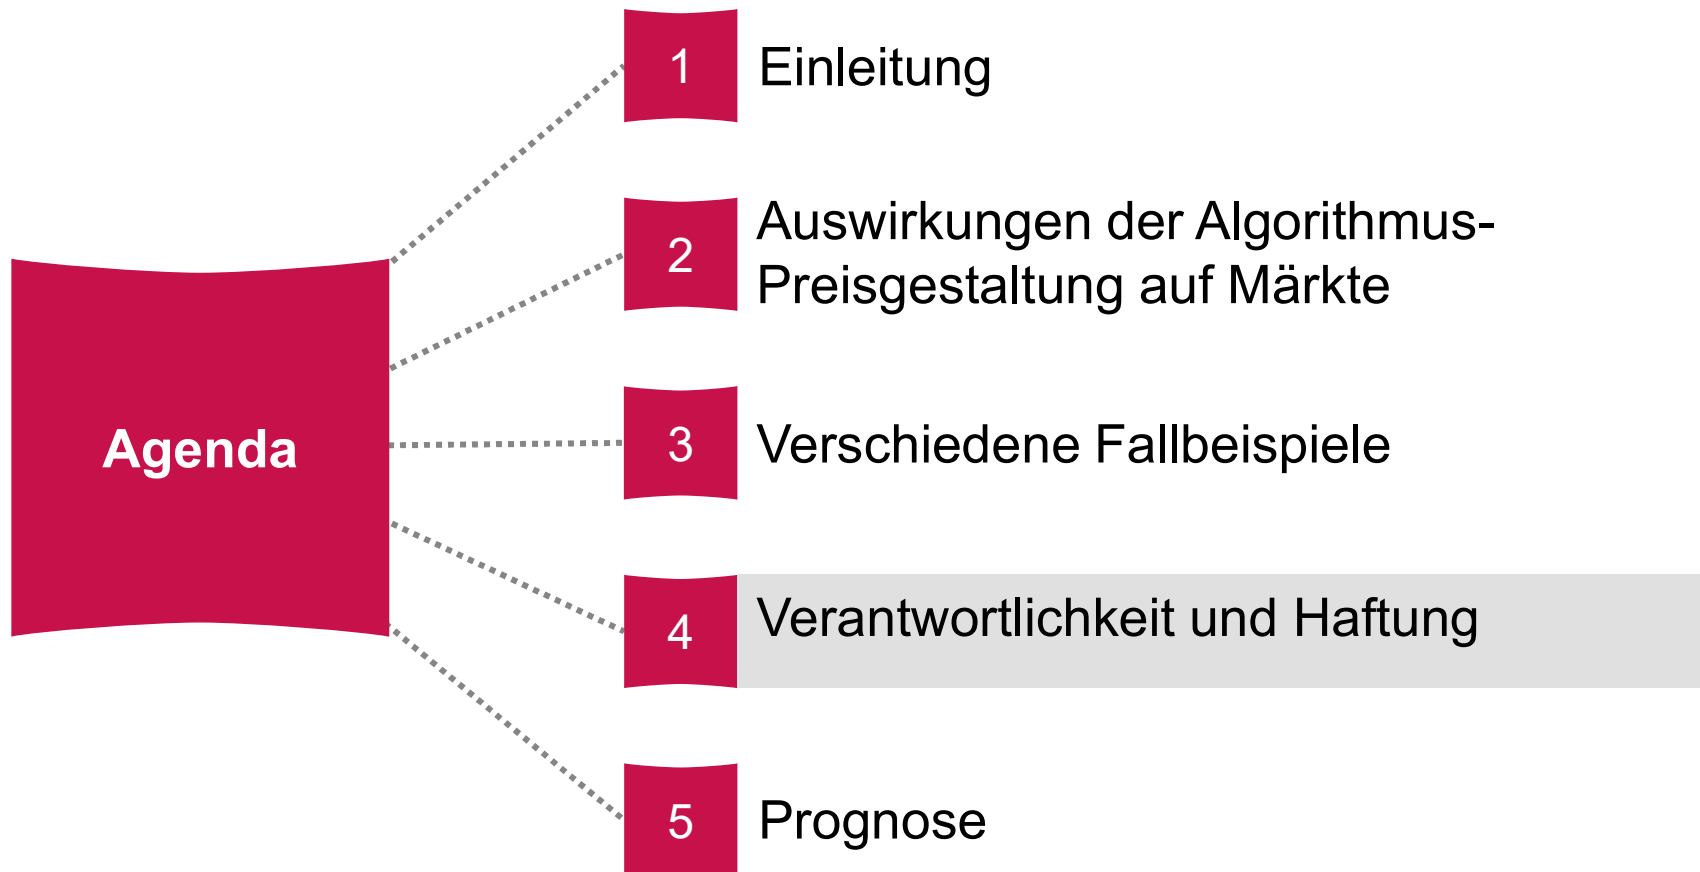 Agenda
1
Einleitung
2
Auswirkungen der Algorithmus-
Preisgestaltung auf Märkte
3
Verschiedene Fallbeispiele
4
Verantwortlichkeit und Haftung
5
Prognose